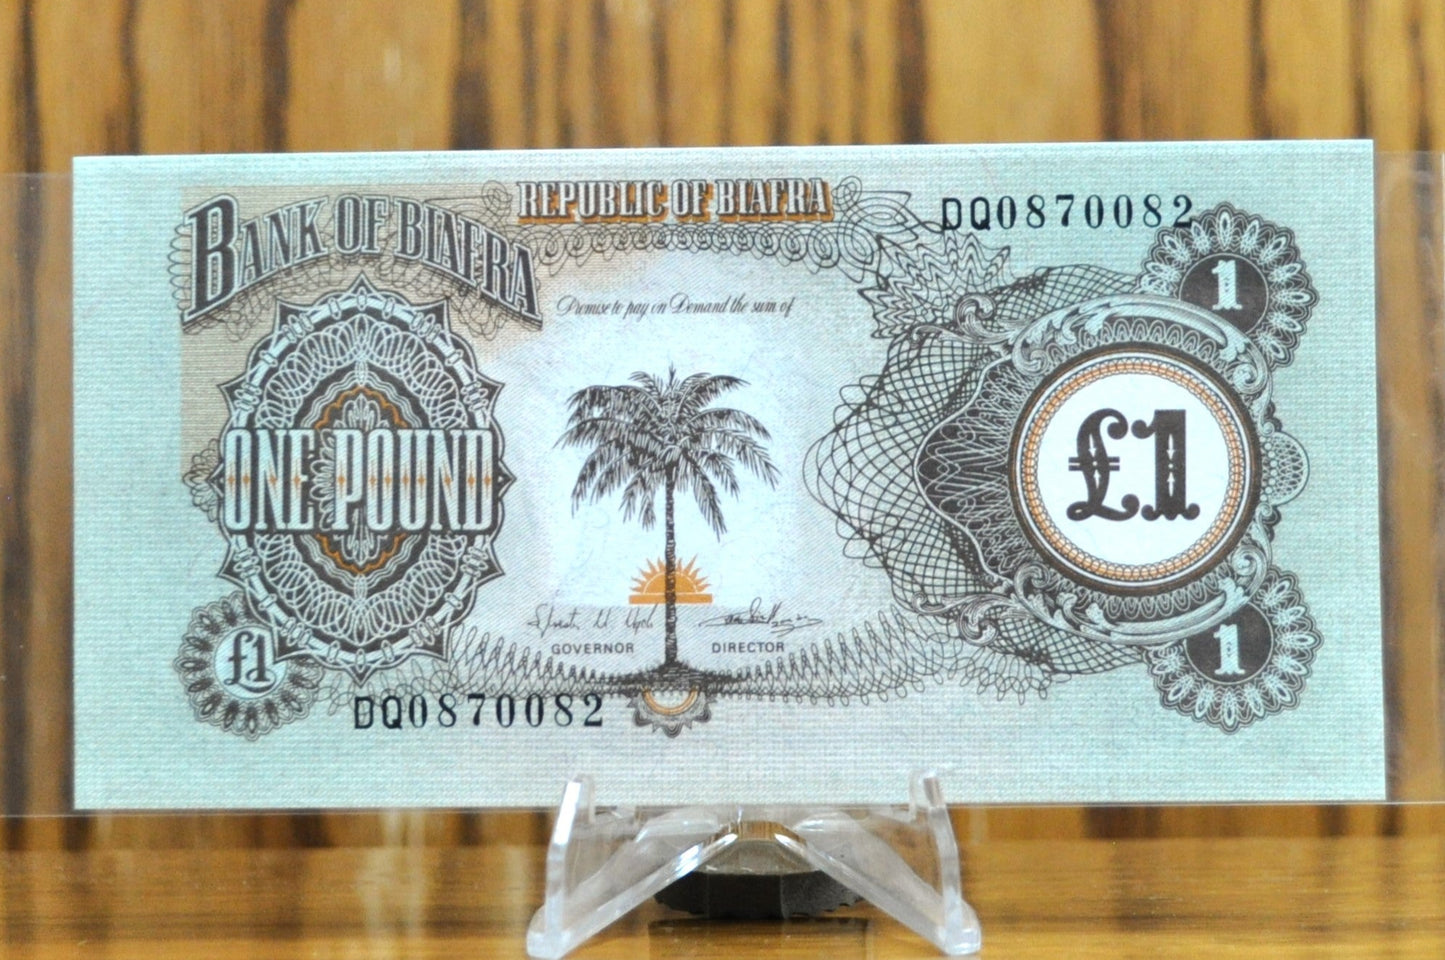 REPUBLIC OF BIAFRA
BANK OF BIAFRA
DQ0870082
1
Promise to pay on Demand the sum of
ONE POUND
£1
GOVERNOR
DIRECTOR
£1
1
DQ0870082